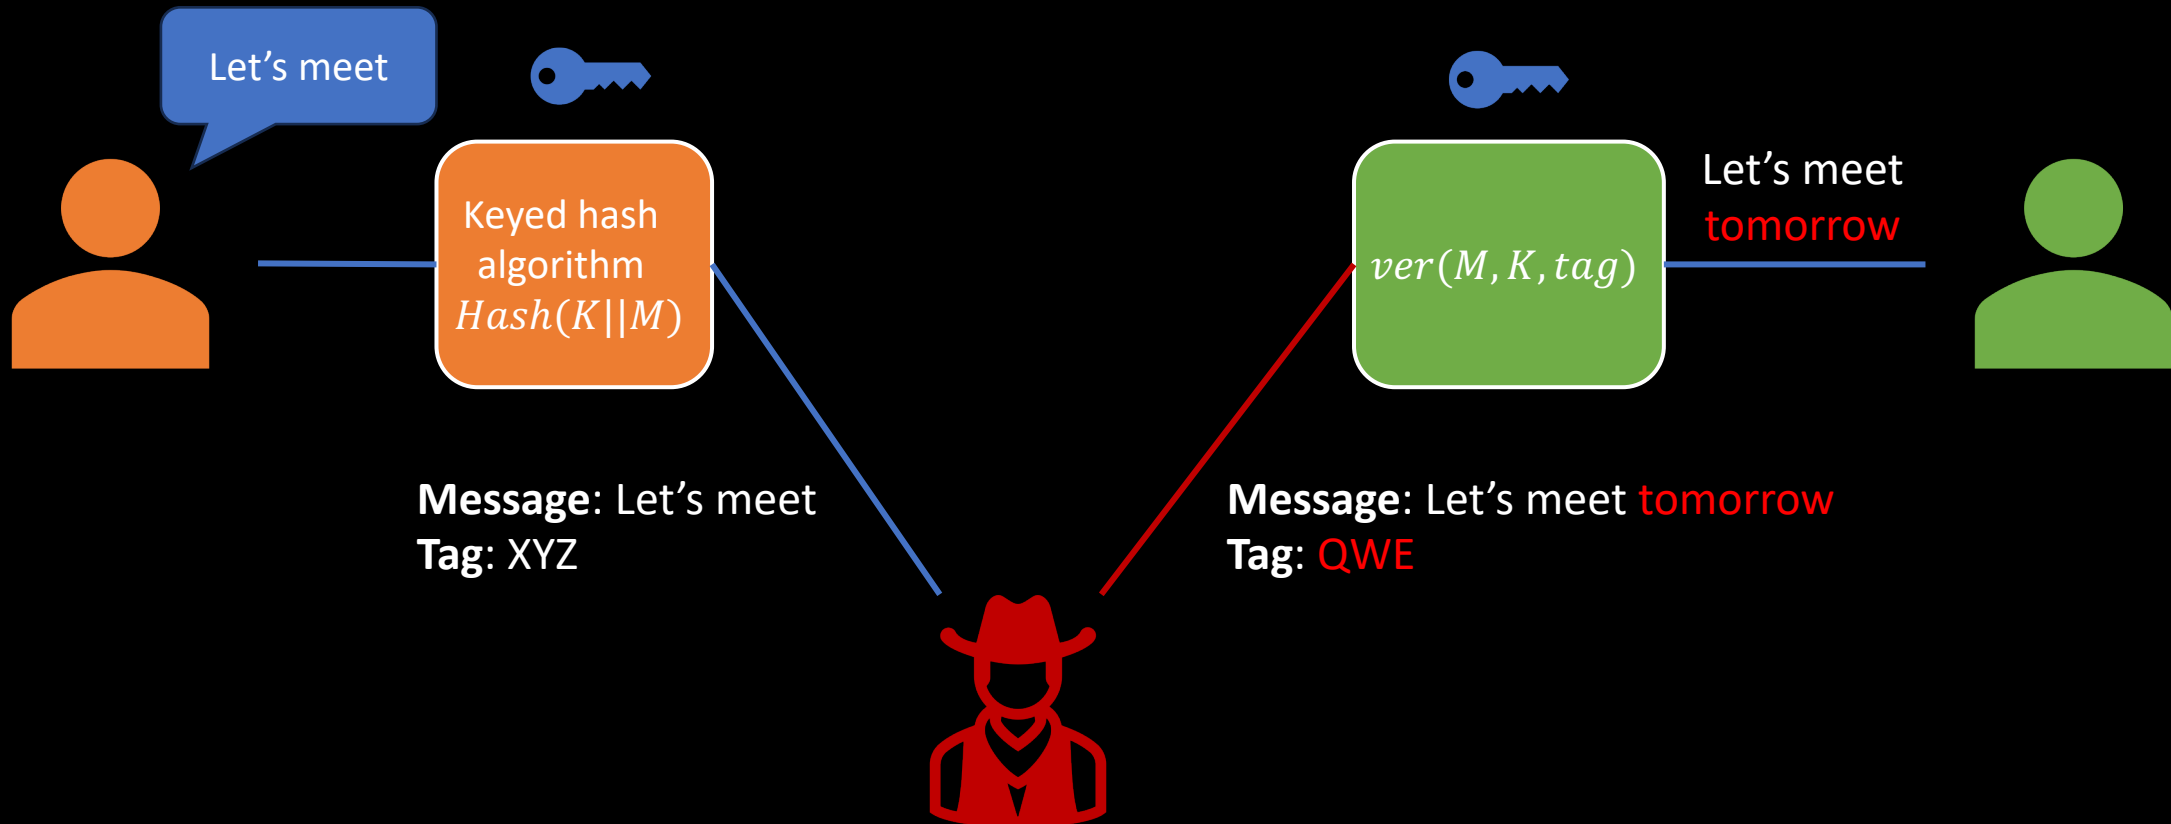 Let’s meet
Keyed hash
algorithm
Hash(K||M)
ver(M, K, tag)
Let’s meet
tomorrow
Message: Let’s meet
Tag: XYZ
Message: Let’s meet tomorrow
Tag: QWE